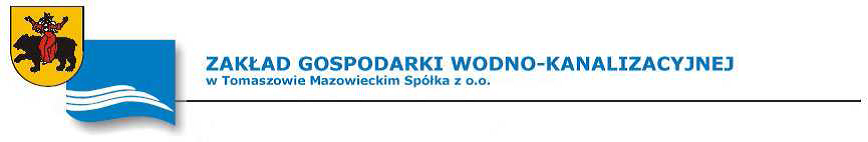 ZAKŁAD GOSPODARKI WODNO-KANALIZACYJNEJ
w Tomaszowie Mazowieckim Spółka z o.o.